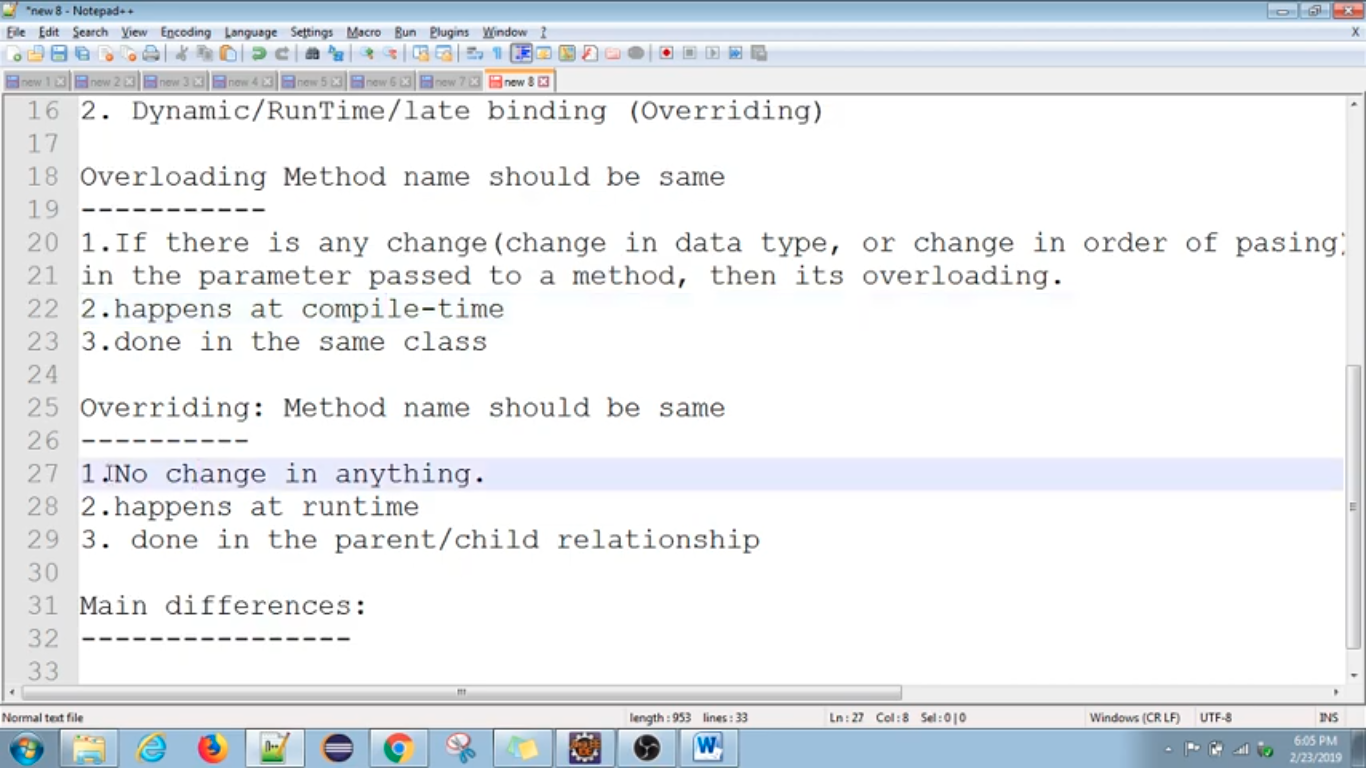 *new 8 - Notepad++
File Edit Search View Encoding Language Settings Macro Run Plugins Window ? X
new 1 new 2 new 3 new 4 new 5 new 6 new 7 new 8
16 2. Dynamic/RunTime/late binding (Overriding)
17
18 Overloading Method name should be same
19 -----------
20 1.If there is any change(change in data type, or change in order of pasing)
21 in the parameter passed to a method, then its overloading.
22 2.happens at compile-time
23 3.done in the same class
24
25 Overriding: Method name should be same
26 ----------
27 1.No change in anything.
28 2.happens at runtime
29 3. done in the parent/child relationship
30
31 Main differences:
32 ----------------
33
Normal text file length : 953 lines : 33 Ln : 27 Col : 8 Sel : 0 | 0 Windows (CR LF) UTF-8 INS
6:05 PM
2/23/2019